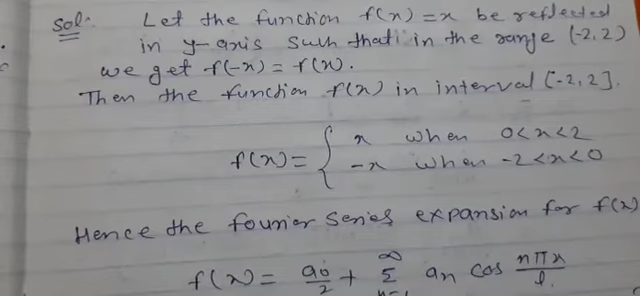 Sol: Let the function f(x) = x be reflected
in y-axis such that in the range (-2,2)
we get f(-x) = f(x).
Then the function f(x) in interval [-2,2].
f(x) = { x when 0<x<2
-x when -2<x<0
Hence the fourier series expansion for f(x)
f(x) = a0/2 + ∞ Σ n=1 an cos nπx/l